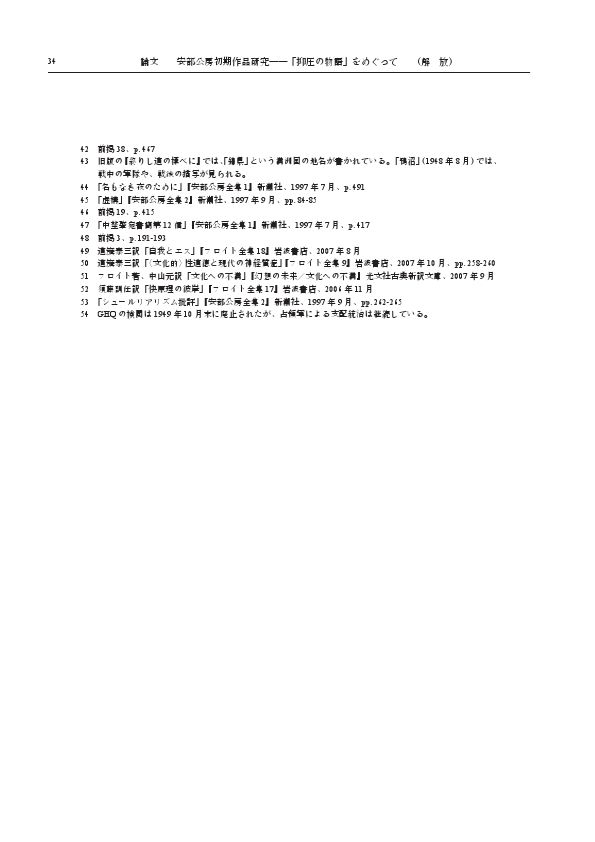 34　論文　安部公房初期作品研究――「抑圧の物語」をめぐって　（解　放）
42　前掲38、p.467
43　旧版の『終りし道の標べに』では、「錦県」という満洲国の地名が書かれている。「鴨沼」（1948年8月）では、
戦中の軍隊や、戦後の描写が見られる。
44　「名もなき夜のために」『安部公房全集1』新潮社、1997年7月、p.491
45　「虚構」『安部公房全集2』新潮社、1997年9月、pp.84-85
46　前掲19、p.415
47　「中埜肇宛書簡第12信」『安部公房全集1』新潮社、1997年7月、p.417
48　前掲3、p.191-193
49　道籏泰三訳「自我とエス」『フロイト全集18』岩波書店、2007年8月
50　道籏泰三訳「〈文化的〉性道徳と現代の神経質症」『フロイト全集9』岩波書店、2007年10月、pp.258-260
51　フロイト著、中山元訳「文化への不満」『幻想の未来／文化への不満』光文社古典新訳文庫、2007年9月
52　須藤訓任訳「快原理の彼岸」『フロイト全集17』岩波書店、2006年11月
53　「シュールリアリズム批評」『安部公房全集2』新潮社、1997年9月、pp.262-265
54　GHQの検閲は1949年10月末に廃止されたが、占領軍による支配統治は継続している。